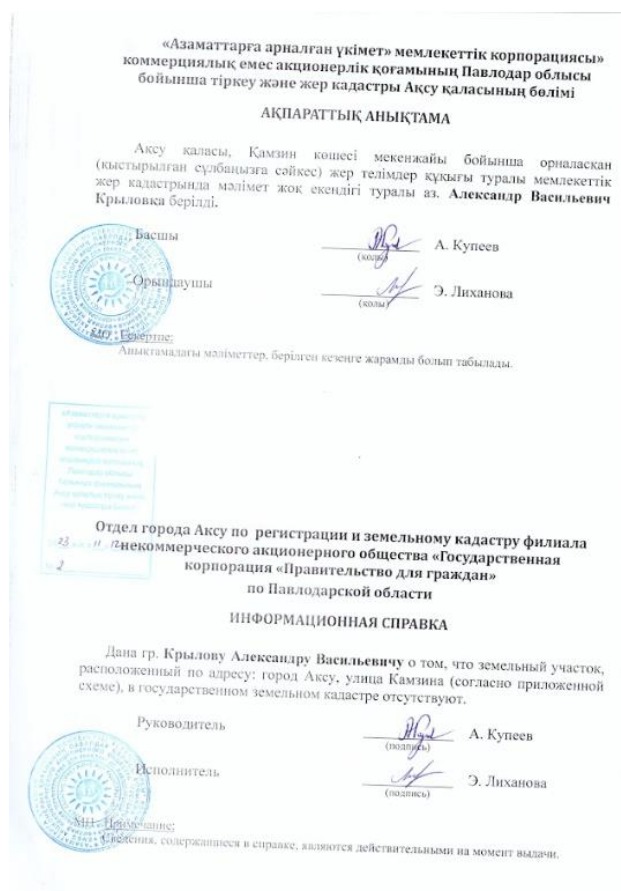 «Азаматтарға арналған үкімет» мемлекеттік корпорациясы»
коммерциялық емес акционерлік қоғамының Павлодар облысы
бойынша тіркеу және жер кадастры Ақсу қаласының бөлімі
АҚПАРАТТЫҚ АНЫҚТАМА
Ақсу қаласы, Қамзин көшесі мекенжайы бойынша орналасқан
(қыстырылған сұлбаңызға сәйкес) жер телімдер құқығы туралы мемлекеттік
жер кадастрында мәлімет жоқ екендігі туралы аз. Александр Васильевич
Крыловқа берілді.
Басшы А. Купеев
(қолы)
Орындаушы Э. Лиханова
(қолы)
МО Ескертпе:
Анықтамадағы мәліметтер, берілген кезеңге жарамды болып табылады.
23 11
2
Отдел города Аксу по регистрации и земельному кадастру филиала
некоммерческого акционерного общества «Государственная
корпорация «Правительство для граждан»
по Павлодарской области
ИНФОРМАЦИОННАЯ СПРАВКА
Дана гр. Крылову Александру Васильевичу о том, что земельный участок,
расположенный по адресу: город Аксу, улица Камзина (согласно приложенной
схеме), в государственном земельном кадастре отсутствуют.
Руководитель А. Купеев
(подпись)
Исполнитель Э. Лиханова
(подпись)
МП Примечание:
Сведения, содержащиеся в справке, являются действительными на момент выдачи.